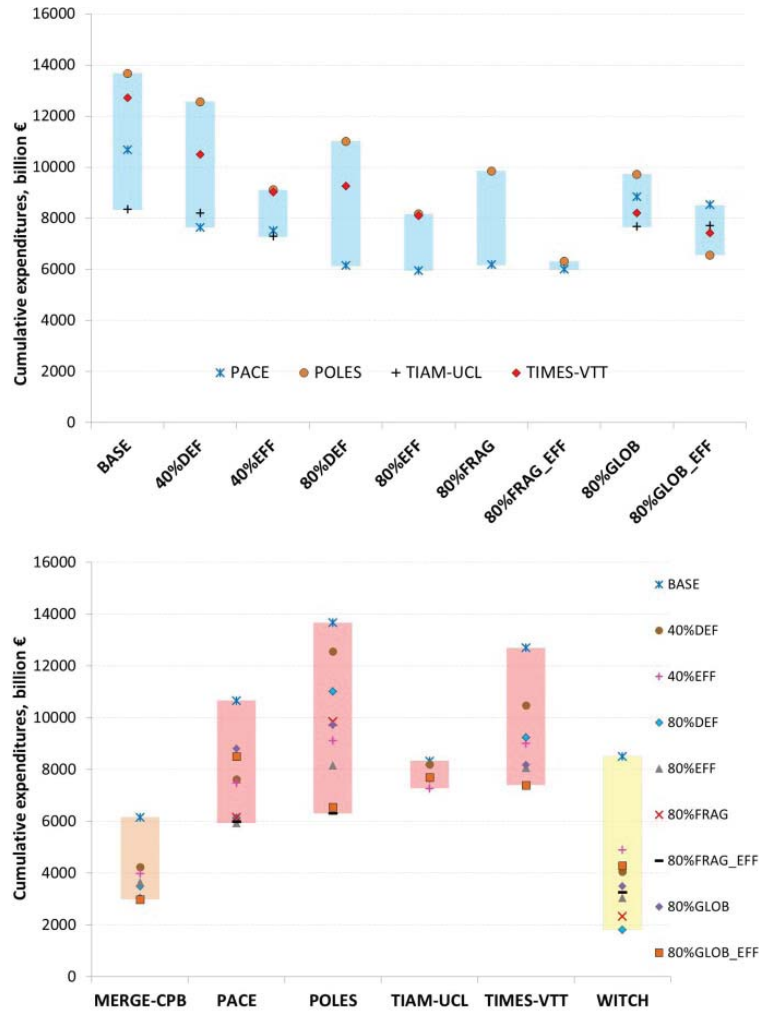 16000
14000
12000
10000
8000
6000
4000
2000
0
Cumulative expenditures, billion €
PACE POLES TIAM-UCL TIMES-VTT
BASE
40%DEF
40%EFF
80%DEF
80%EFF
80%FRAG
80%FRAG_EFF
80%GLOB
80%GLOB_EFF
16000
14000
12000
10000
8000
6000
4000
2000
0
Cumulative expenditures, billion €
MERGE-CPB PACE POLES TIAM-UCL TIMES-VTT WITCH
BASE
40%DEF
40%EFF
80%DEF
80%EFF
80%FRAG
80%FRAG_EFF
80%GLOB
80%GLOB_EFF